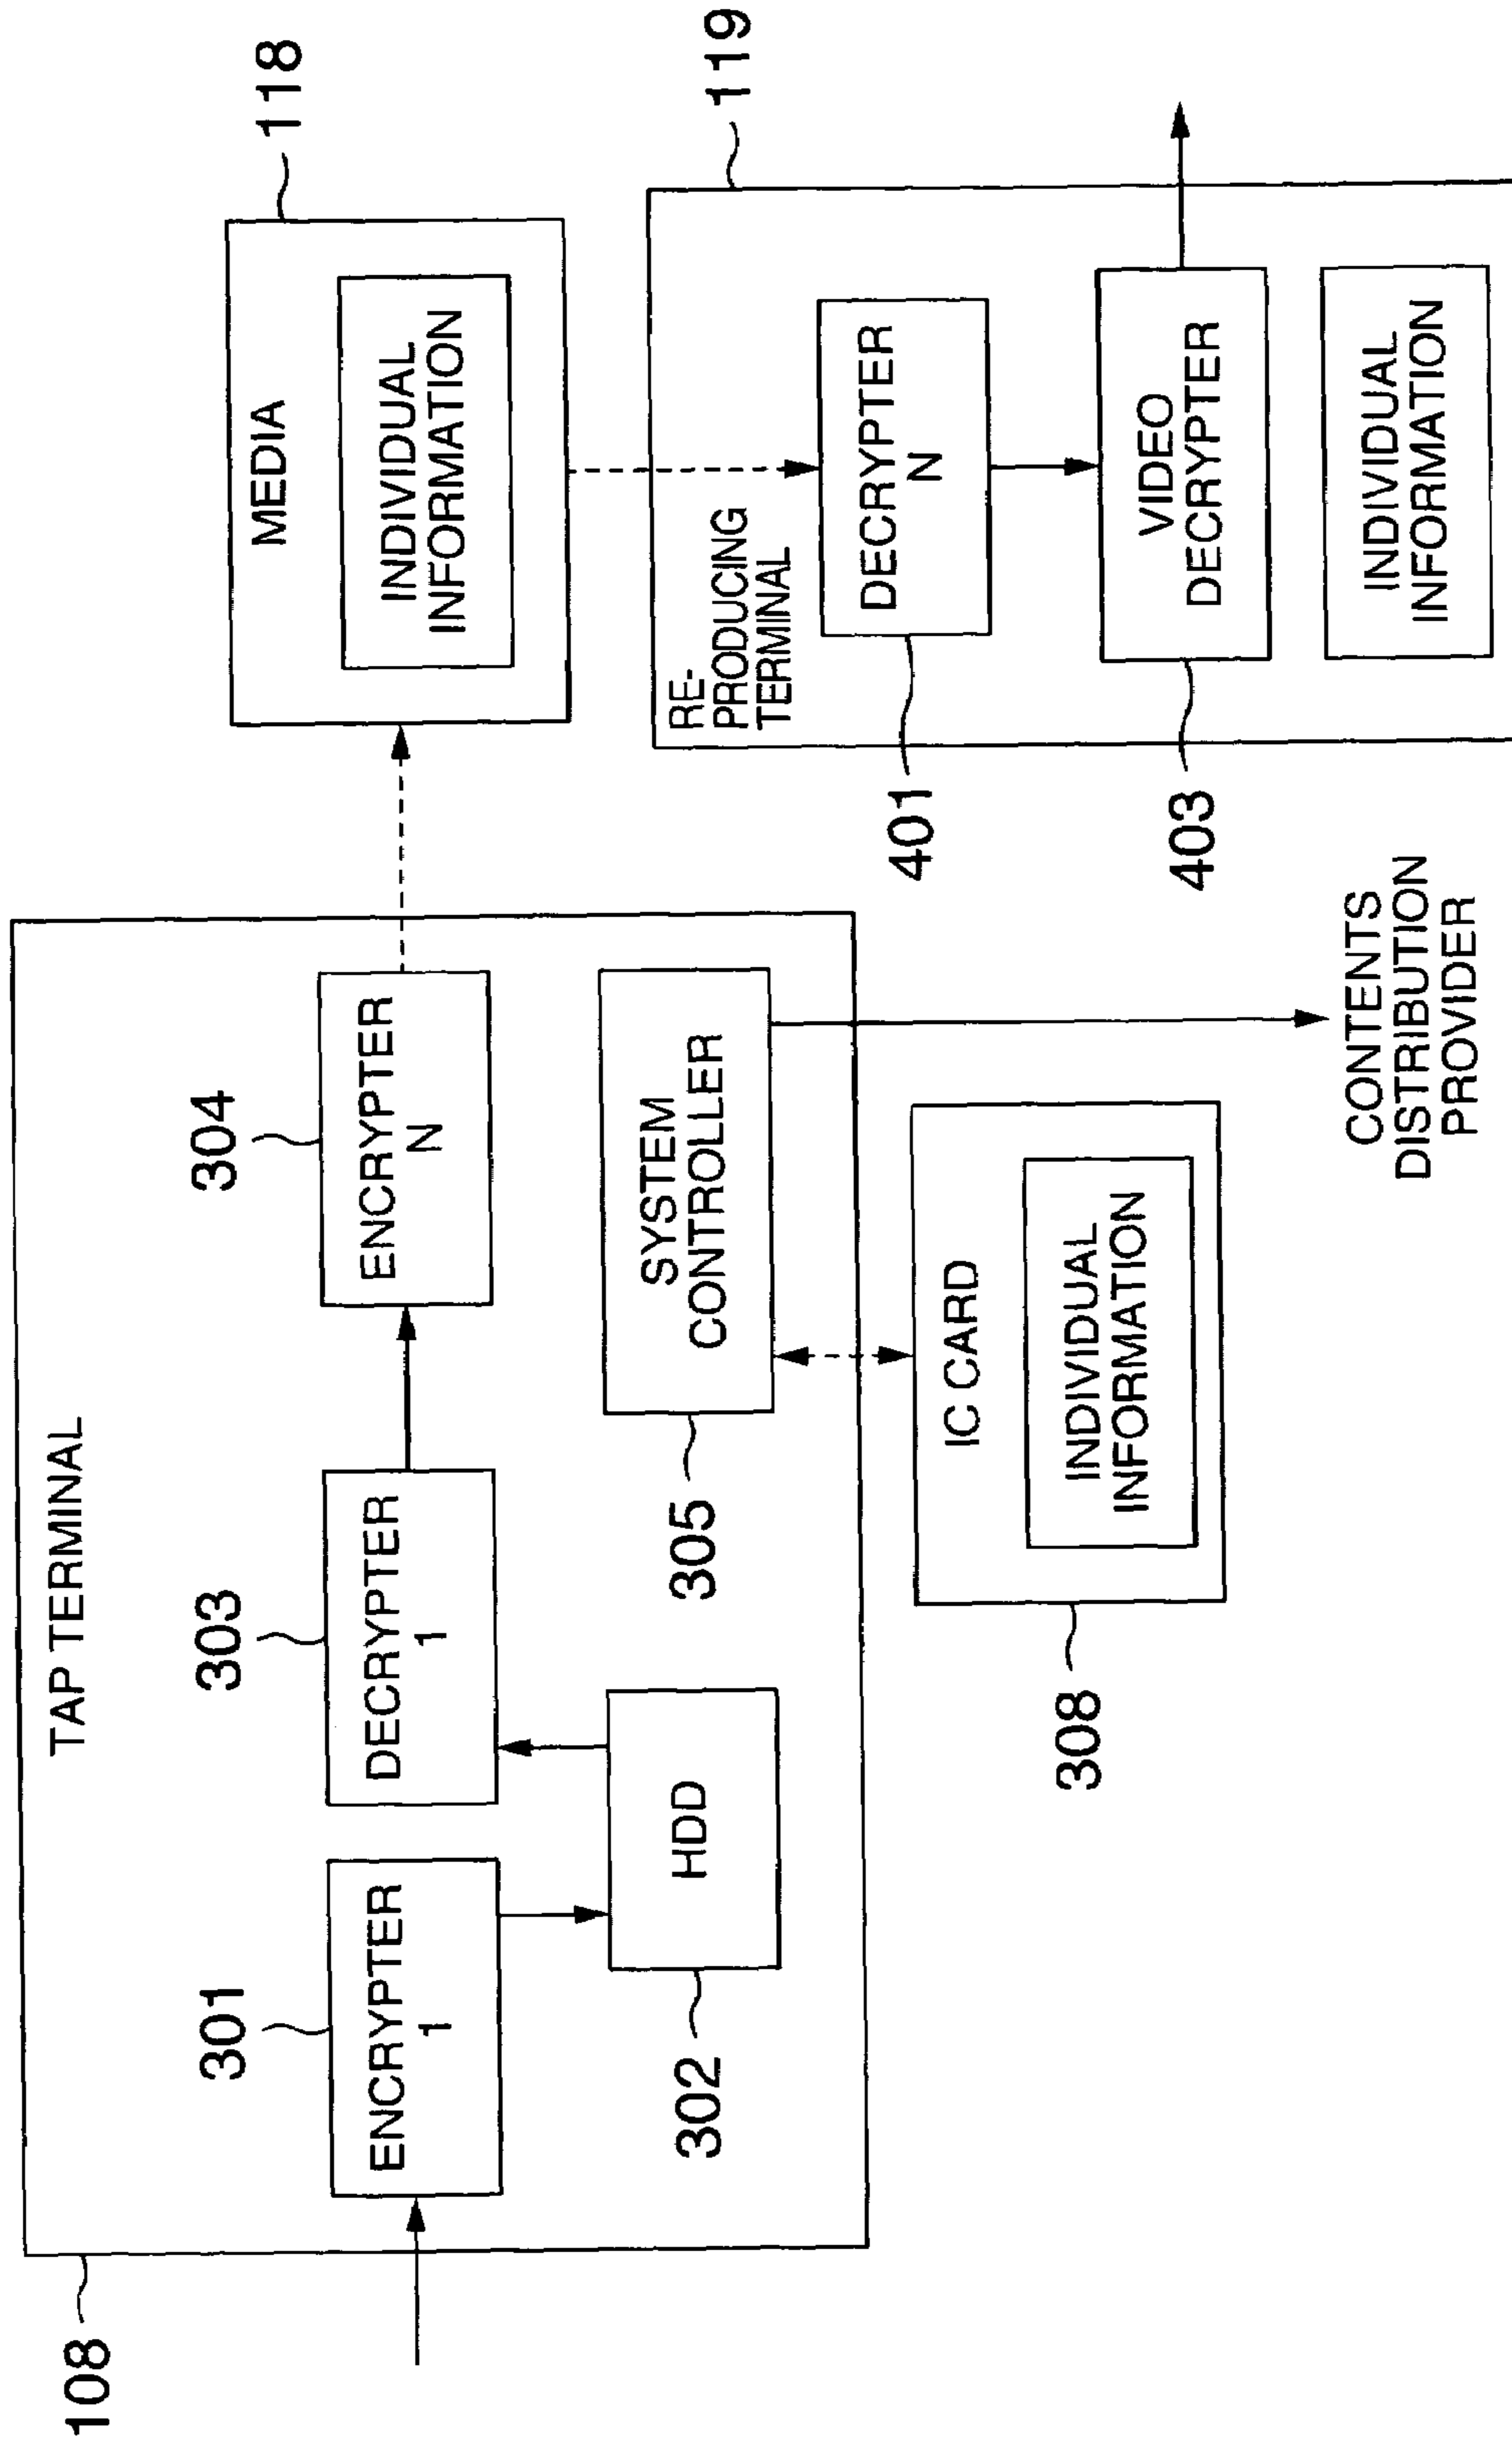 108
TAP TERMINAL
301
ENCRYPTER
1
302
HDD
303
DECRYPTER
1
304
ENCRYPTER
N
305
SYSTEM
CONTROLLER
308
IC CARD
INDIVIDUAL
INFORMATION
CONTENTS
DISTRIBUTION
PROVIDER
118
MEDIA
INDIVIDUAL
INFORMATION
119
RE-
PRODUCING
TERMINAL
401
DECRYPTER
N
403
VIDEO
DECRYPTER
INDIVIDUAL
INFORMATION